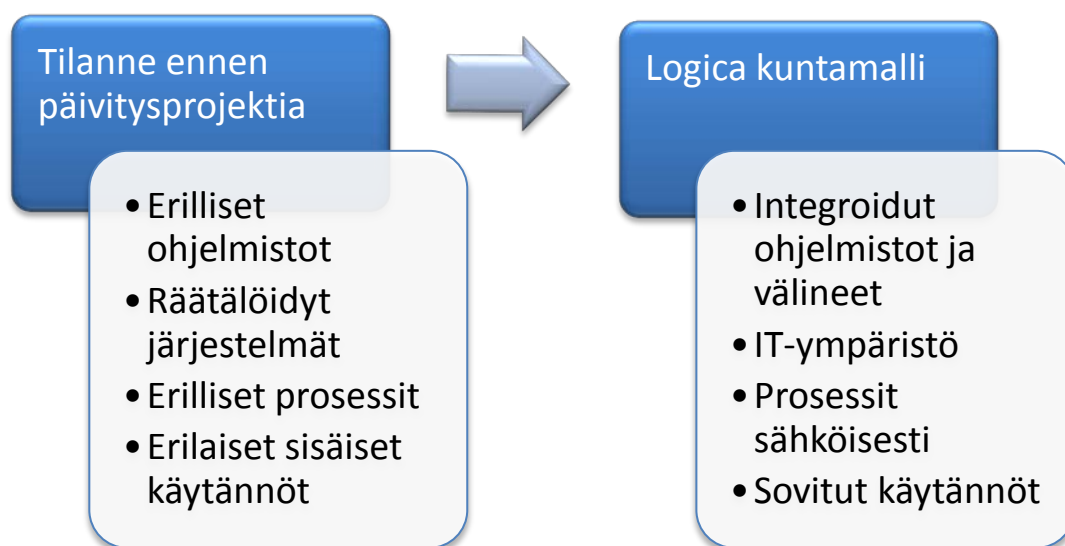 Tilanne ennen
päivitysprojektia
• Erilliset
ohjelmistot
• Räätälöidyt
järjestelmät
• Erilliset prosessit
• Erilaiset sisäiset
käytännöt
Logica kuntamalli
• Integroidut
ohjelmistot ja
välineet
• IT-ympäristö
• Prosessit
sähköisesti
• Sovitut käytännöt